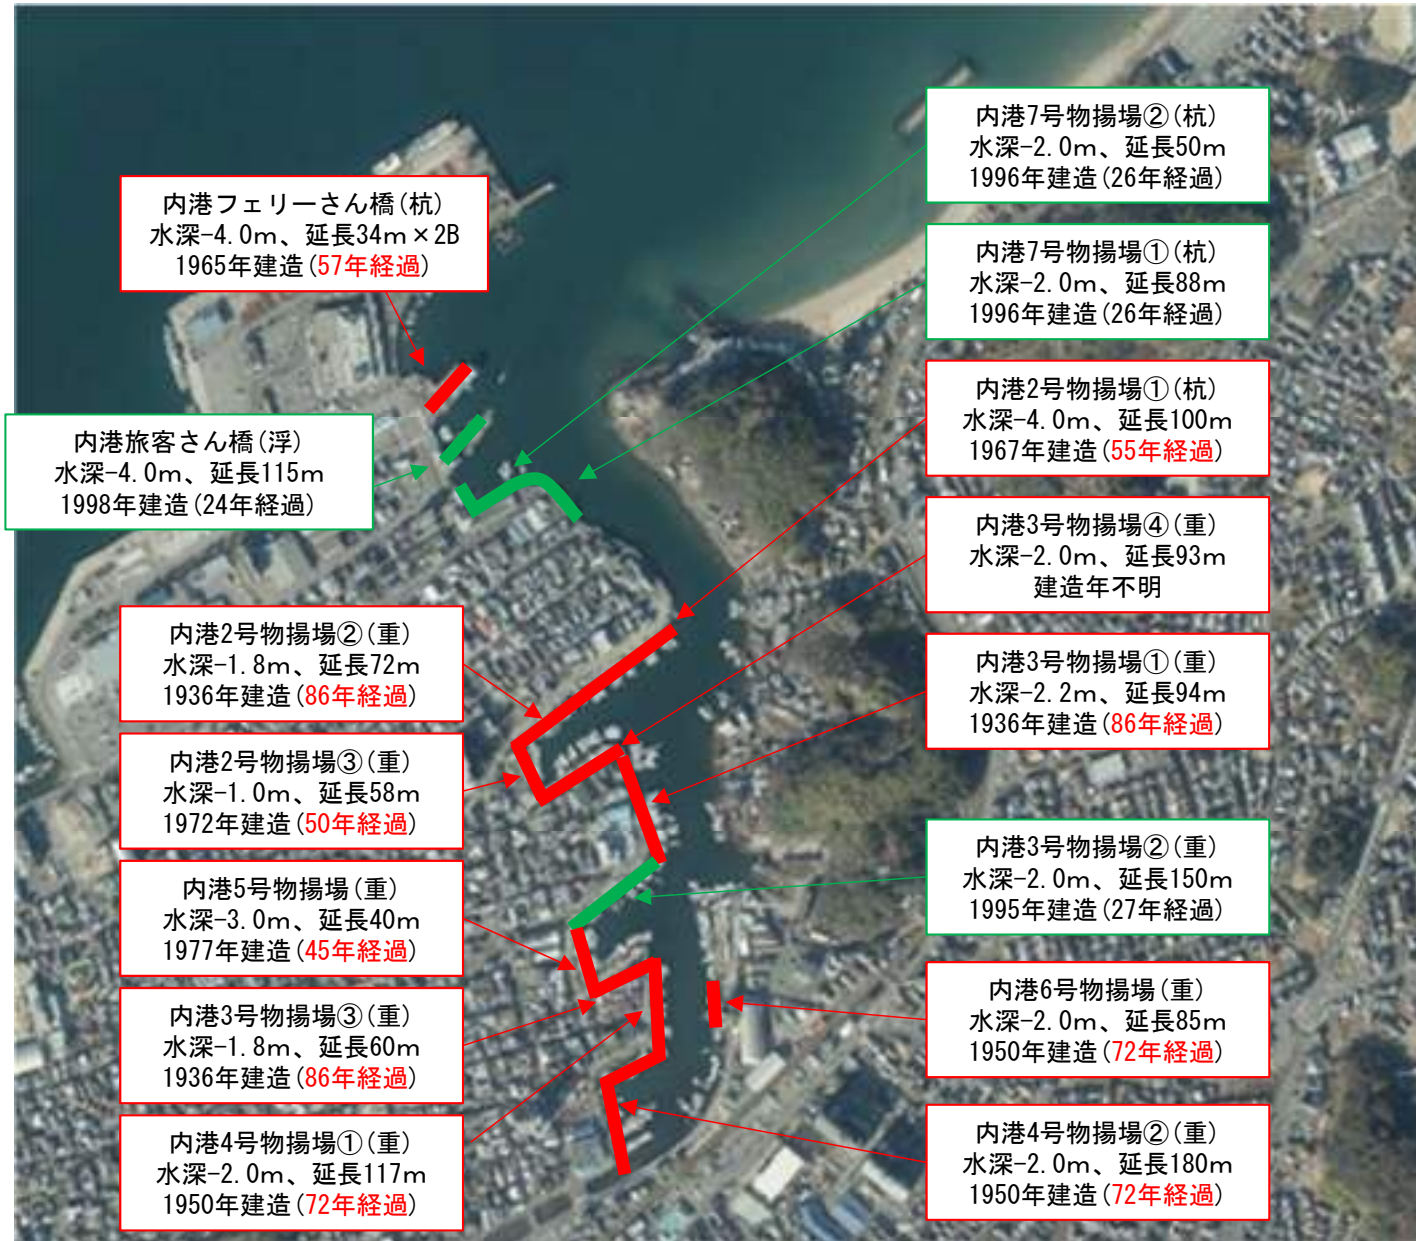 内港フェリーさん橋(杭)
水深-4.0m、延長34m×2B
1965年建造(57年経過)
内港旅客さん橋(浮)
水深-4.0m、延長115m
1998年建造(24年経過)
内港2号物揚場②(重)
水深-1.8m、延長72m
1936年建造(86年経過)
内港2号物揚場③(重)
水深-1.0m、延長58m
1972年建造(50年経過)
内港5号物揚場(重)
水深-3.0m、延長40m
1977年建造(45年経過)
内港3号物揚場③(重)
水深-1.8m、延長60m
1936年建造(86年経過)
内港4号物揚場①(重)
水深-2.0m、延長117m
1950年建造(72年経過)
内港7号物揚場②(杭)
水深-2.0m、延長50m
1996年建造(26年経過)
内港7号物揚場①(杭)
水深-2.0m、延長88m
1996年建造(26年経過)
内港2号物揚場①(杭)
水深-4.0m、延長100m
1967年建造(55年経過)
内港3号物揚場④(重)
水深-2.0m、延長93m
建造年不明
内港3号物揚場①(重)
水深-2.2m、延長94m
1936年建造(86年経過)
内港3号物揚場②(重)
水深-2.0m、延長150m
1995年建造(27年経過)
内港6号物揚場(重)
水深-2.0m、延長85m
1950年建造(72年経過)
内港4号物揚場②(重)
水深-2.0m、延長180m
1950年建造(72年経過)